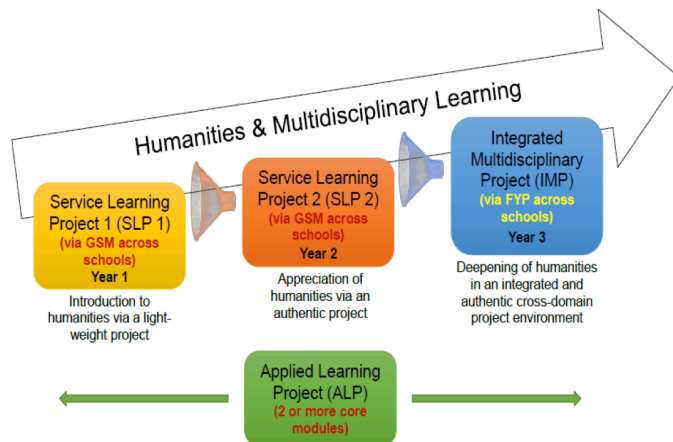 Humanities & Multidisciplinary Learning
Service Learning
Project 1 (SLP 1)
(via GSM across
schools)
Year 1
Introduction to
humanities via a light-
weight project
Service Learning
Project 2 (SLP 2)
(via GSM across
schools)
Year 2
Appreciation of
humanities via an
authentic project
Integrated
Multidisciplinary
Project (IMP)
(via FYP across
schools)
Year 3
Deepening of humanities
in an integrated and
authentic cross-domain
project environment
Applied Learning
Project (ALP)
(2 or more core
modules)